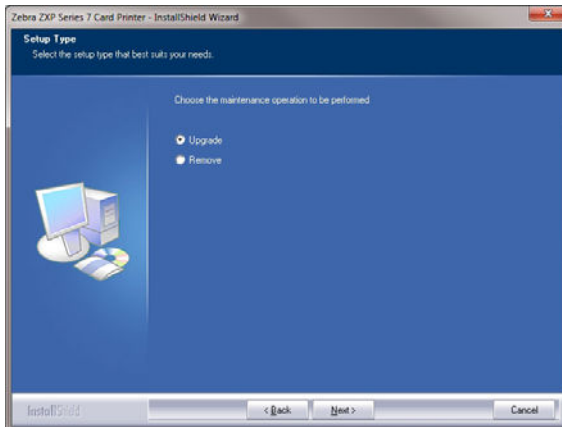 Zebra ZXP Series 7 Card Printer - InstallShield Wizard
Setup Type
Select the setup type that best suits your needs.
Choose the maintenance operation to be performed
Upgrade
Remove
InstallShield
< Back
Next >
Cancel